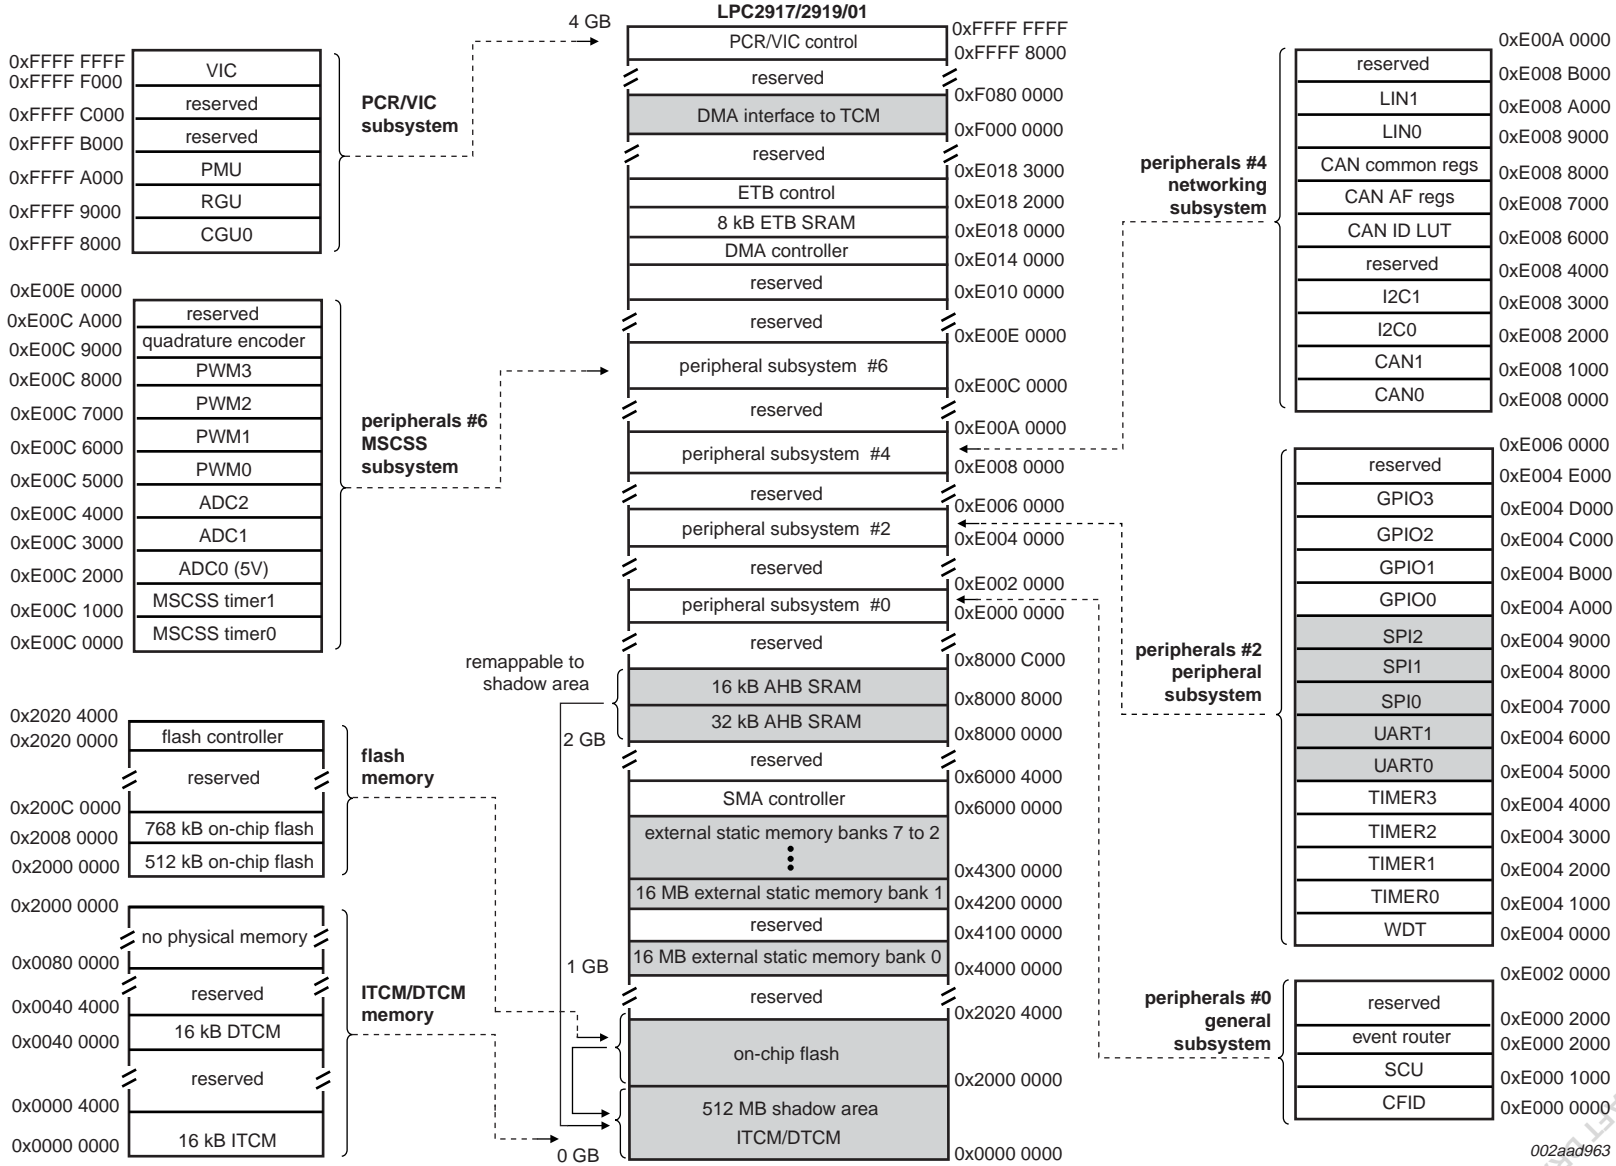 LPC2917/2919/01
4 GB
0xFFFF FFFF
PCR/VIC control
0xFFFF 8000
reserved
0xF080 0000
DMA interface to TCM
0xF000 0000
reserved
0xE018 3000
ETB control
0xE018 2000
8 kB ETB SRAM
0xE018 0000
DMA controller
0xE014 0000
reserved
0xE010 0000
reserved
0xE00E 0000
peripheral subsystem #6
0xE00C 0000
reserved
0xE00A 0000
peripheral subsystem #4
0xE008 0000
reserved
0xE006 0000
peripheral subsystem #2
0xE004 0000
reserved
0xE002 0000
peripheral subsystem #0
0xE000 0000
reserved
0x8000 C000
remappable to
shadow area
16 kB AHB SRAM
0x8000 8000
32 kB AHB SRAM
0x8000 0000
2 GB
reserved
0x6000 4000
SMA controller
0x6000 0000
external static memory banks 7 to 2
0x4300 0000
16 MB external static memory bank 1
0x4200 0000
reserved
0x4100 0000
16 MB external static memory bank 0
0x4000 0000
1 GB
reserved
0x2020 4000
on-chip flash
0x2000 0000
512 MB shadow area
ITCM/DTCM
0x0000 0000
0 GB
0xFFFF FFFF
VIC
0xFFFF F000
reserved
0xFFFF C000
reserved
0xFFFF B000
PMU
0xFFFF A000
RGU
0xFFFF 9000
CGU0
0xFFFF 8000
PCR/VIC
subsystem
0xE00E 0000
reserved
0xE00C A000
quadrature encoder
0xE00C 9000
PWM3
0xE00C 8000
PWM2
0xE00C 7000
PWM1
0xE00C 6000
PWM0
0xE00C 5000
ADC2
0xE00C 4000
ADC1
0xE00C 3000
ADC0 (5V)
0xE00C 2000
MSCSS timer1
0xE00C 1000
MSCSS timer0
0xE00C 0000
peripherals #6
MSCSS
subsystem
0x2020 4000
flash controller
0x2020 0000
reserved
0x200C 0000
768 kB on-chip flash
0x2008 0000
512 kB on-chip flash
0x2000 0000
flash
memory
0x2000 0000
no physical memory
0x0080 0000
reserved
0x0040 4000
16 kB DTCM
0x0040 0000
reserved
0x0000 4000
16 kB ITCM
0x0000 0000
ITCM/DTCM
memory
0xE00A 0000
reserved
0xE008 B000
LIN1
0xE008 A000
LIN0
0xE008 9000
CAN common regs
0xE008 8000
CAN AF regs
0xE008 7000
CAN ID LUT
0xE008 6000
reserved
0xE008 4000
I2C1
0xE008 3000
I2C0
0xE008 2000
CAN1
0xE008 1000
CAN0
0xE008 0000
peripherals #4
networking
subsystem
0xE006 0000
reserved
0xE004 E000
GPIO3
0xE004 D000
GPIO2
0xE004 C000
GPIO1
0xE004 B000
GPIO0
0xE004 A000
SPI2
0xE004 9000
SPI1
0xE004 8000
SPI0
0xE004 7000
UART1
0xE004 6000
UART0
0xE004 5000
TIMER3
0xE004 4000
TIMER2
0xE004 3000
TIMER1
0xE004 2000
TIMER0
0xE004 1000
WDT
0xE004 0000
peripherals #2
peripheral
subsystem
0xE002 0000
reserved
0xE000 2000
event router
0xE000 2000
SCU
0xE000 1000
CFID
0xE000 0000
peripherals #0
general
subsystem
002aad963